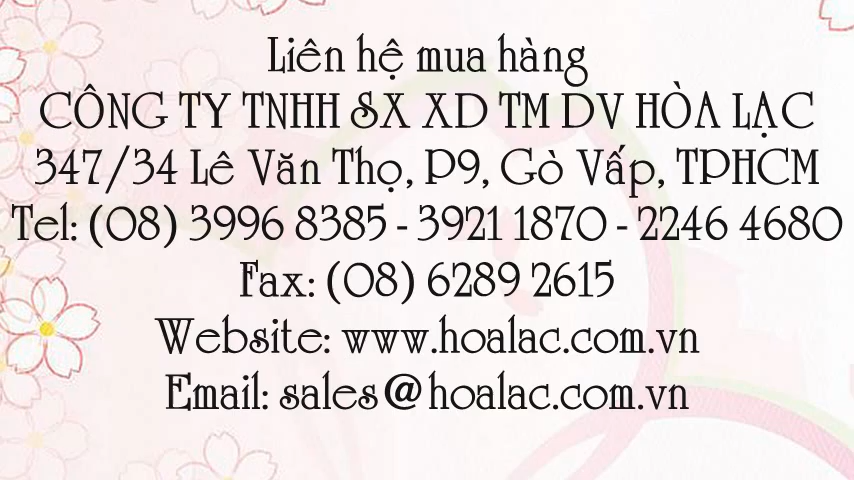 Liên hệ mua hàng
CÔNG TY TNHH SX XD TM DV HÒA LẠC
347/34 Lê Văn Thọ, P9, Gò Vấp, TPHCM
Tel: (08) 3996 8385 - 3921 1870 - 2246 4680
Fax: (08) 6289 2615
Website: www.hoalac.com.vn
Email: sales@hoalac.com.vn